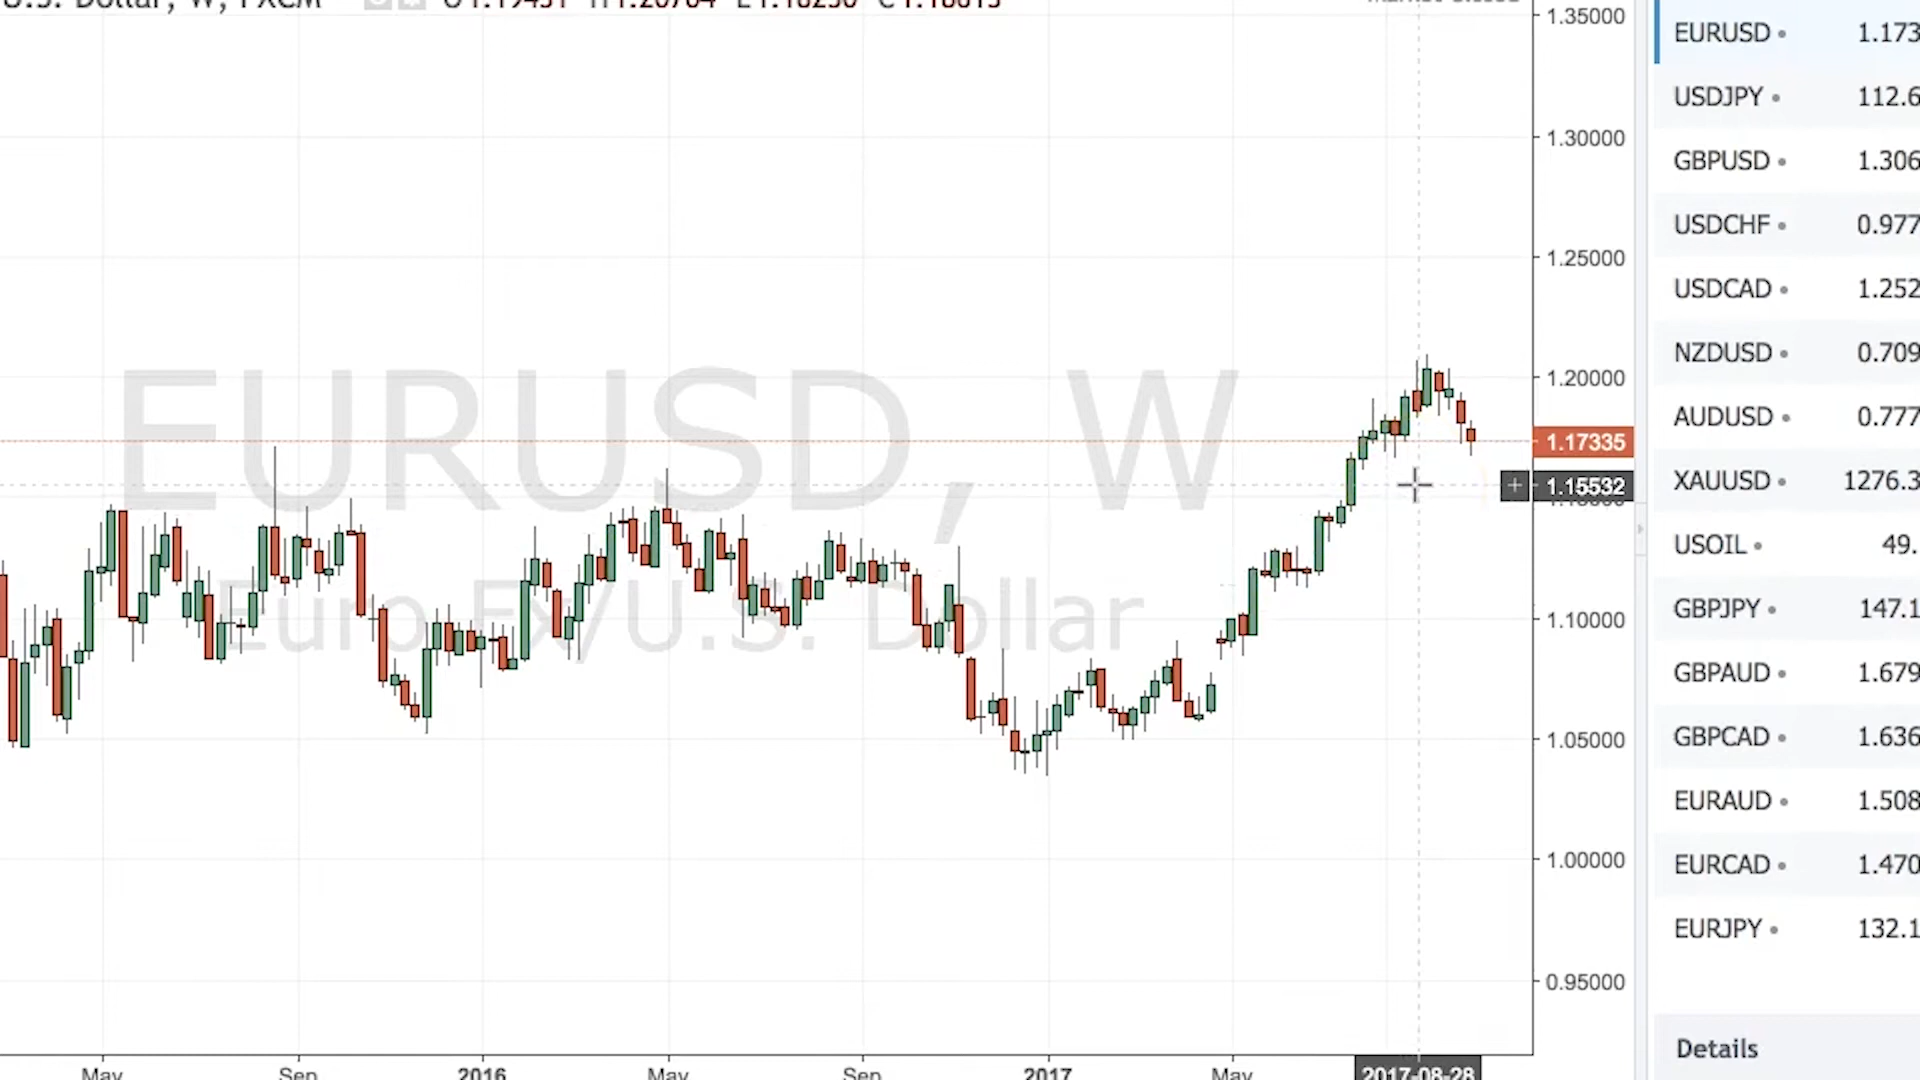 U.S. Dollar, W, FXCM
1.35000
1.30000
1.25000
1.20000
1.17335
+ 1.15532
1.10000
1.05000
1.00000
0.95000
EURUSD, W
Euro Fx/U.S. Dollar
May Sep 2016 May Sep 2017 May 2017-08-28
EURUSD 1.173
USDJPY 112.6
GBPUSD 1.306
USDCHF 0.977
USDCAD 1.252
NZDUSD 0.709
AUDUSD 0.777
XAUUSD 1276.3
USOIL 49.
GBPJPY 147.1
GBPAUD 1.679
GBPCAD 1.636
EURAUD 1.508
EURCAD 1.470
EURJPY 132.1
Details